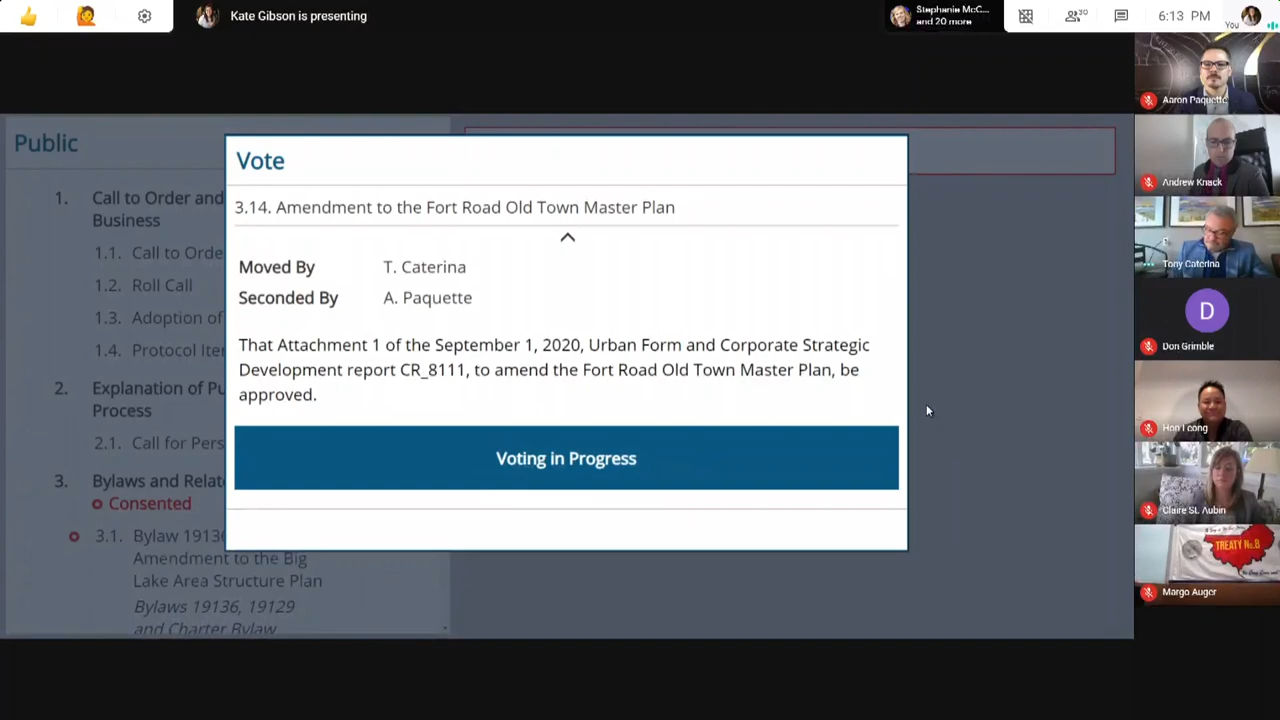 Kate Gibson is presenting
Stephanie McC...
and 20 more
30
6:13 PM
You
Public
1. Call to Order and
Business
1.1. Call to Orde
1.2. Roll Call
1.3. Adoption of
1.4. Protocol Iter
2. Explanation of Pu
Process
2.1. Call for Pers
3. Bylaws and Relate
Consented
3.1. Bylaw 19136
Amendment to the Big
Lake Area Structure Plan
Bylaws 19136, 19129
and Charter Bylaw
Vote
3.14. Amendment to the Fort Road Old Town Master Plan
Moved By T. Caterina
Seconded By A. Paquette
That Attachment 1 of the September 1, 2020, Urban Form and Corporate Strategic
Development report CR_8111, to amend the Fort Road Old Town Master Plan, be
approved.
Voting in Progress
Aaron Paquette
Andrew Knack
Tony Caterina
D
Don Grimble
Hon Leong
Claire St. Aubin
TREATY No.8
Margo Auger